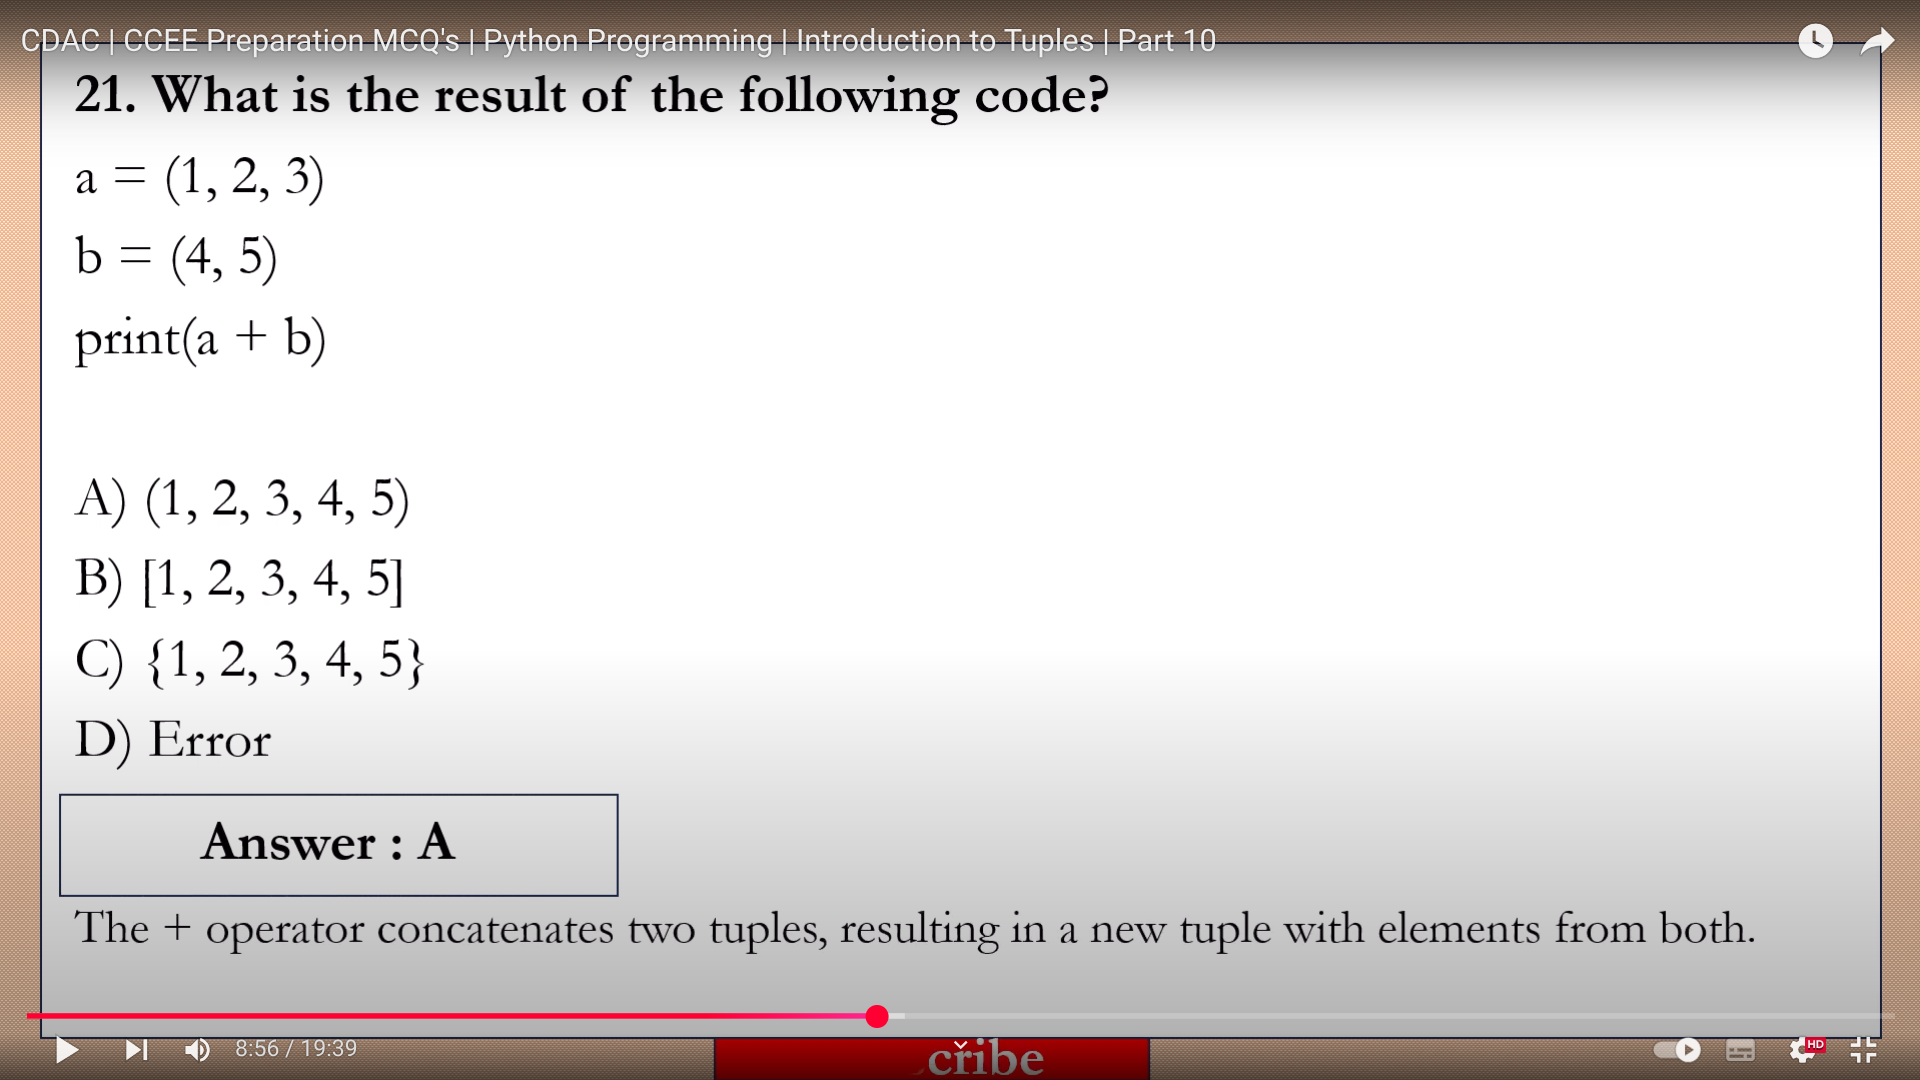 CDAC | CCEE Preparation MCQ's | Python Programming | Introduction to Tuples | Part 10
21. What is the result of the following code?
a = (1, 2, 3)
b = (4, 5)
print(a + b)
A) (1, 2, 3, 4, 5)
B) [1, 2, 3, 4, 5]
C) {1, 2, 3, 4, 5}
D) Error
Answer : A
The + operator concatenates two tuples, resulting in a new tuple with elements from both.
8:56 / 19:39
cribe
HD